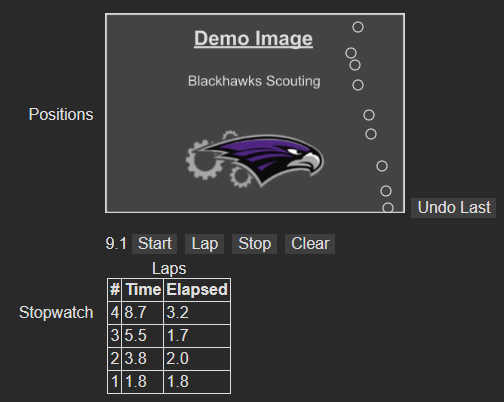 Demo Image
Blackhawks Scouting
Positions
Undo Last
9.1 Start Lap Stop Clear
Laps
# Time Elapsed
4 8.7 3.2
Stopwatch
3 5.5 1.7
2 3.8 2.0
1 1.8 1.8